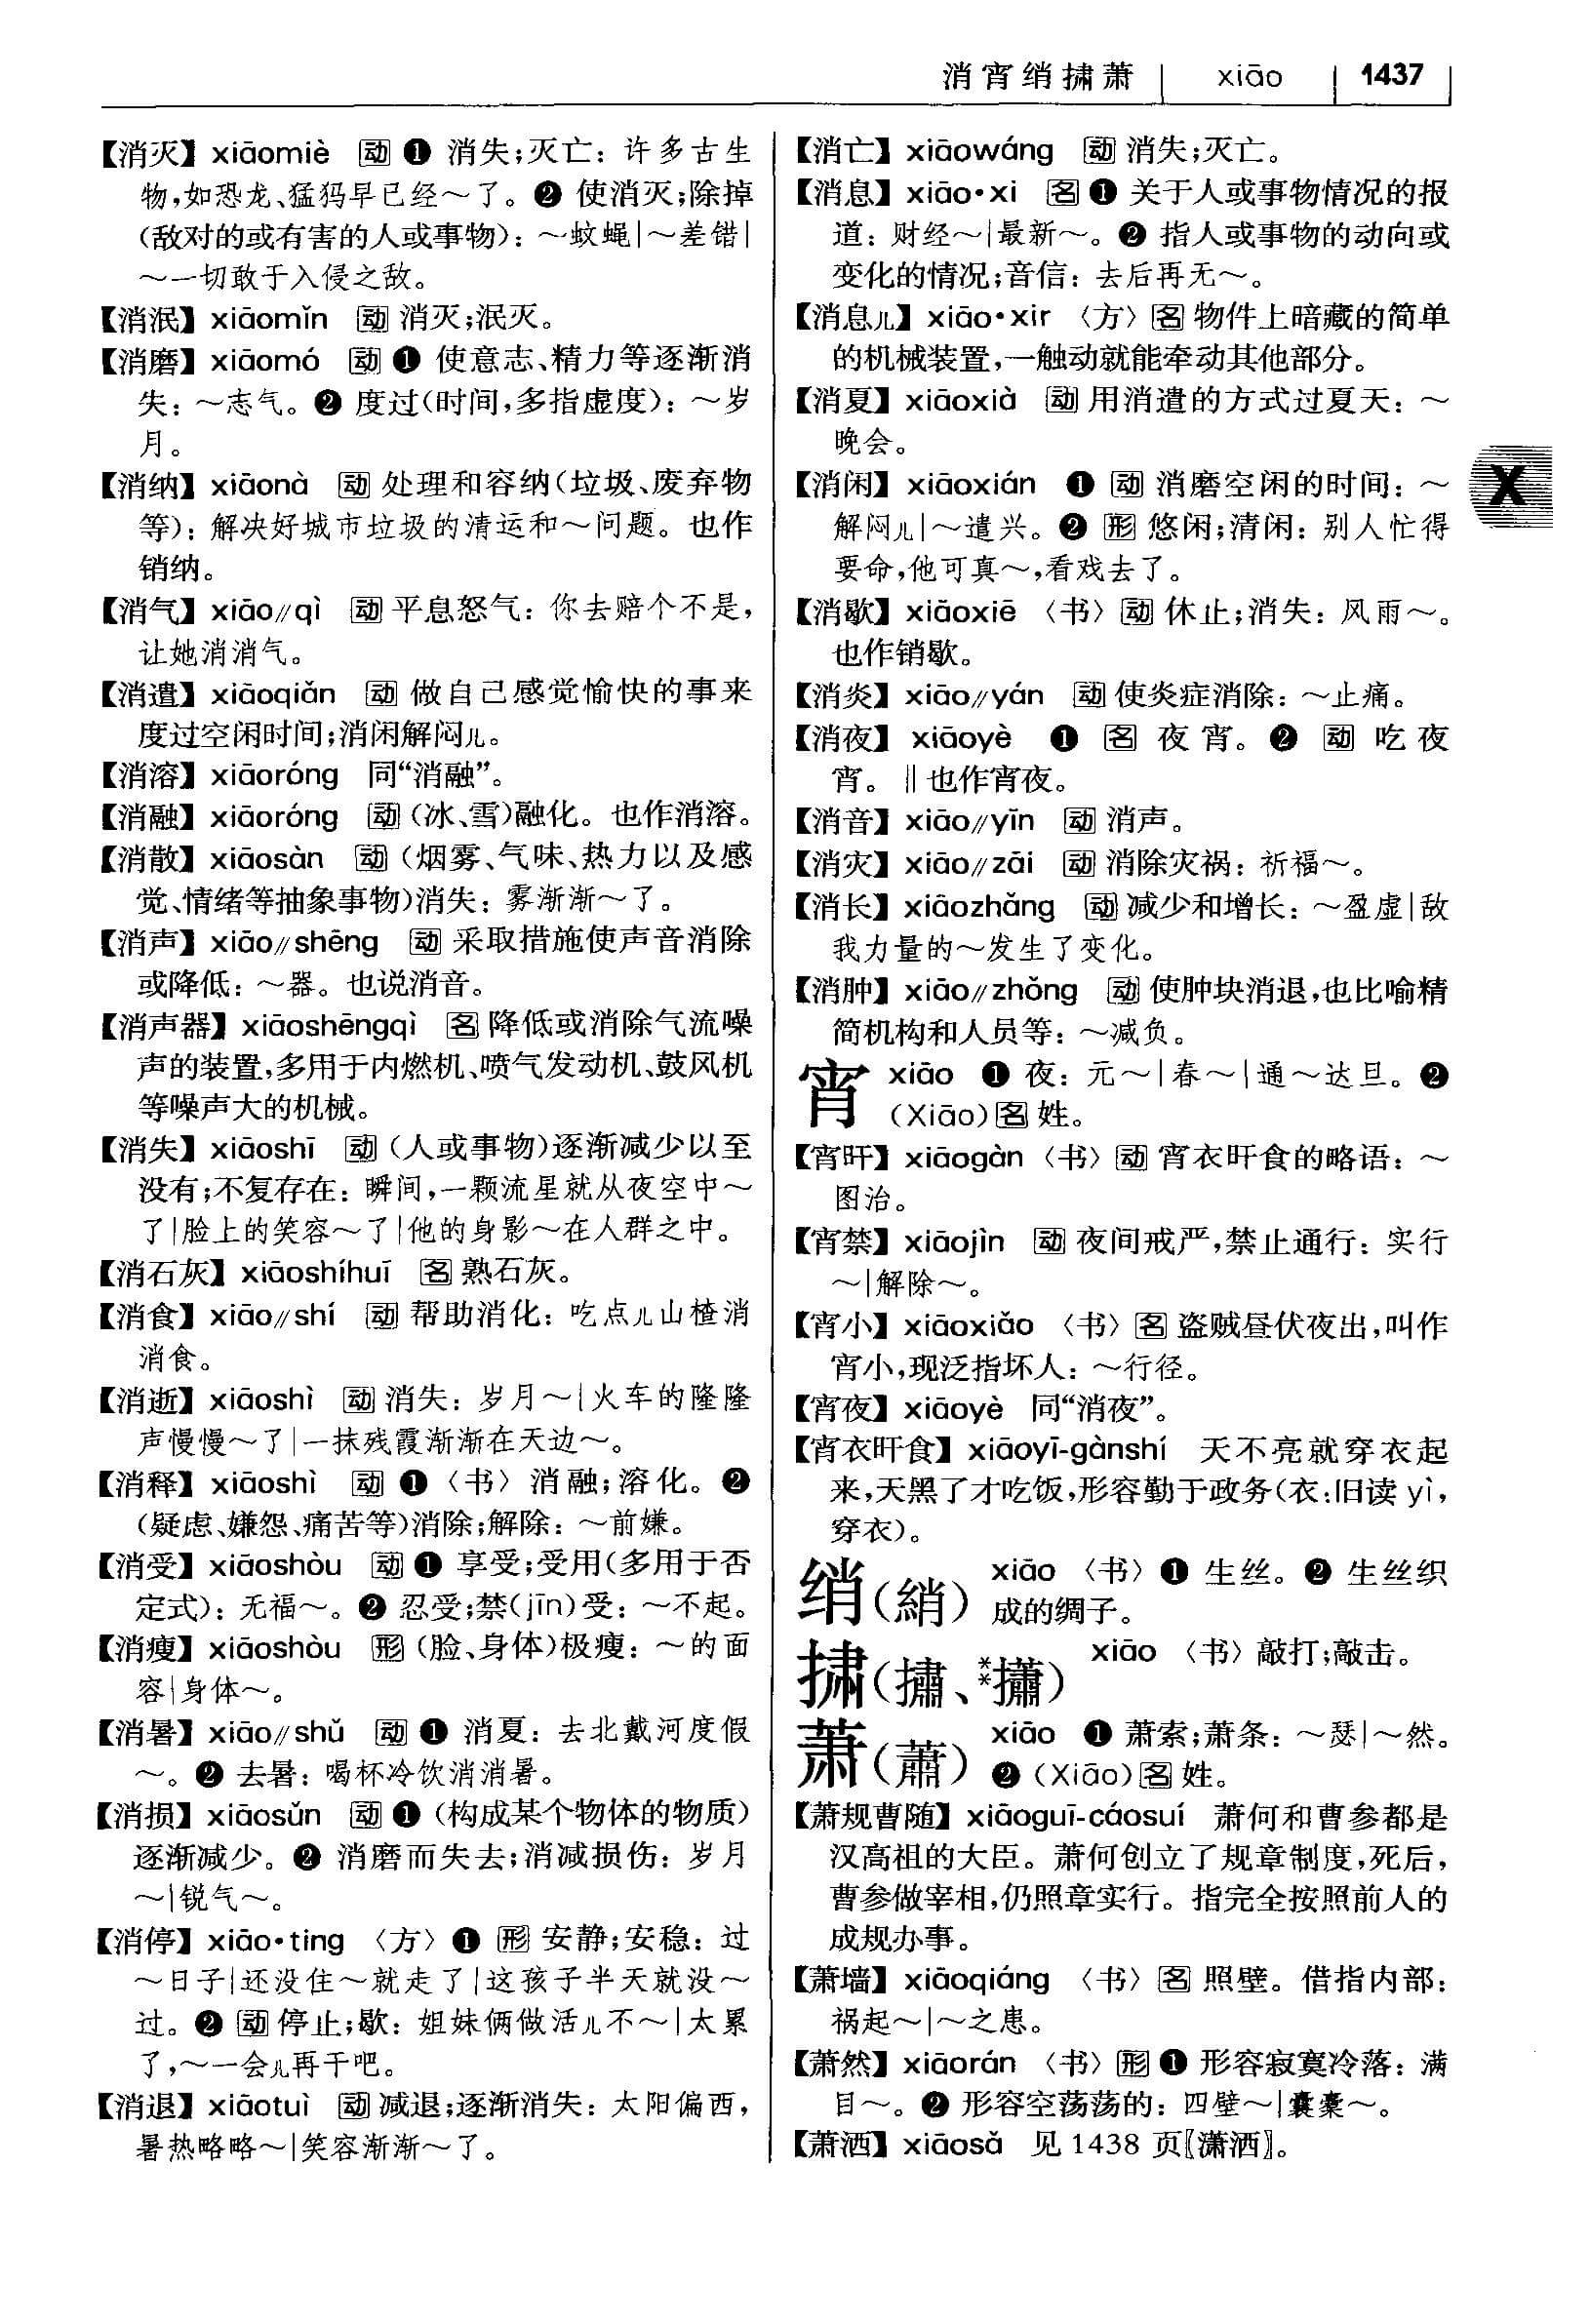 消宵绡㧓萧 xiāo 1437
【消灭】 xiāomiè 动 ❶ 消失;灭亡：许多古生
物,如恐龙、猛犸早已经～了。❷ 使消灭;除掉
(敌对的或有害的人或事物)：～蚊蝇|～差错|
～一切敢于入侵之敌。
【消泯】 xiāomǐn 动 消灭;泯灭。
【消磨】 xiāomó 动 ❶ 使意志、精力等逐渐消
失：～志气。❷ 度过(时间,多指虚度)：～岁
月。
【消纳】 xiāonà 动 处理和容纳(垃圾、废弃物
等)：解决好城市垃圾的清运和～问题。也作
销纳。
【消气】 xiāo//qì 动 平息怒气：你去赔个不是,
让她消消气。
【消遣】 xiāoqiǎn 动 做自己感觉愉快的事来
度过空闲时间;消闲解闷儿。
【消溶】 xiāoróng 同“消融”。
【消融】 xiāoróng 动 (冰、雪)融化。也作消溶。
【消散】 xiāosàn 动 (烟雾、气味、热力以及感
觉、情绪等抽象事物)消失：雾渐渐～了。
【消声】 xiāo//shēng 动 采取措施使声音消除
或降低：～器。也说消音。
【消声器】 xiāoshēngqì 名 降低或消除气流噪
声的装置,多用于内燃机、喷气发动机、鼓风机
等噪声大的机械。
【消失】 xiāoshī 动 (人或事物)逐渐减少以至
没有;不复存在：瞬间,一颗流星就从夜空中～
了|脸上的笑容～了|他的身影～在人群之中。
【消石灰】 xiāoshíhuī 名 熟石灰。
【消食】 xiāo//shí 动 帮助消化：吃点儿山楂消
消食。
【消逝】 xiāoshì 动 消失：岁月～|火车的隆隆
声慢慢～了|一抹残霞渐渐在天边～。
【消释】 xiāoshì 动 ❶〈书〉消融;溶化。❷
(疑虑、嫌怨、痛苦等)消除;解除：～前嫌。
【消受】 xiāoshòu 动 ❶ 享受;受用(多用于否
定式)：无福～。❷ 忍受;禁(jīn)受：～不起。
【消瘦】 xiāoshòu 形 (脸、身体)极瘦：～的面
容|身体～。
【消暑】 xiāo//shǔ 动 ❶ 消夏：去北戴河度假
～。❷ 去暑：喝杯冷饮消消暑。
【消损】 xiāosǔn 动 ❶ (构成某个物体的物质)
逐渐减少。❷ 消磨而失去;消减损伤：岁月
～|锐气～。
【消停】 xiāo•ting 〈方〉❶ 形 安静;安稳：过
～日子|还没住～就走了|这孩子半天就没～
过。❷ 动 停止;歇：姐妹俩做活儿不～|太累
了,～一会儿再干吧。
【消退】 xiāotuì 动 减退;逐渐消失：太阳偏西,
暑热略略～|笑容渐渐～了。
【消亡】 xiāowáng 动 消失;灭亡。
【消息】 xiāo•xi 名 ❶ 关于人或事物情况的报
道：财经～|最新～。❷ 指人或事物的动向或
变化的情况;音信：去后再无～。
【消息儿】 xiāo•xir 〈方〉名 物件上暗藏的简单
的机械装置,一触动就能牵动其他部分。
【消夏】 xiāoxià 动 用消遣的方式过夏天：～
晚会。
【消闲】 xiāoxián ❶ 动 消磨空闲的时间：～
解闷儿|～遣兴。❷ 形 悠闲;清闲：别人忙得
要命,他可真～,看戏去了。
【消歇】 xiāoxiē 〈书〉动 休止;消失：风雨～。
也作销歇。
【消炎】 xiāo//yán 动 使炎症消除：～止痛。
【消夜】 xiāoyè ❶ 名 夜宵。❷ 动 吃夜
宵。‖也作宵夜。
【消音】 xiāo//yīn 动 消声。
【消灾】 xiāo//zāi 动 消除灾祸：祈福～。
【消长】 xiāozhǎng 动 减少和增长：～盈虚|敌
我力量的～发生了变化。
【消肿】 xiāo//zhǒng 动 使肿块消退,也比喻精
简机构和人员等：～减负。
宵 xiāo ❶ 夜：元～|春～|通～达旦。❷
(Xiāo)名 姓。
【宵旰】 xiāogàn〈书〉动 宵衣旰食的略语：～
图治。
【宵禁】 xiāojìn 动 夜间戒严,禁止通行：实行
～|解除～。
【宵小】 xiāoxiǎo 〈书〉名 盗贼昼伏夜出,叫作
宵小,现泛指坏人：～行径。
【宵夜】 xiāoyè 同“消夜”。
【宵衣旰食】 xiāoyī-gànshí 天不亮就穿衣起
来,天黑了才吃饭,形容勤于政务(衣:旧读 yì,
穿衣)。
绡(綃) xiāo 〈书〉❶ 生丝。❷ 生丝织
成的绸子。
xiāo 〈书〉敲打;敲击。
萧(蕭) xiāo ❶ 萧索;萧条：～瑟|～然。
❷ (Xiāo)名 姓。
【萧规曹随】 xiāoguī-cáosuí 萧何和曹参都是
汉高祖的大臣。萧何创立了规章制度,死后,
曹参做宰相,仍照章实行。指完全按照前人的
成规办事。
【萧墙】 xiāoqiáng 〈书〉名 照壁。借指内部：
祸起～|～之患。
【萧然】 xiāorán 〈书〉形 ❶ 形容寂寞冷落：满
目～。❷ 形容空荡荡的：四壁～|囊橐～。
【萧洒】 xiāosǎ 见 1438 页〖潇洒〗。
X